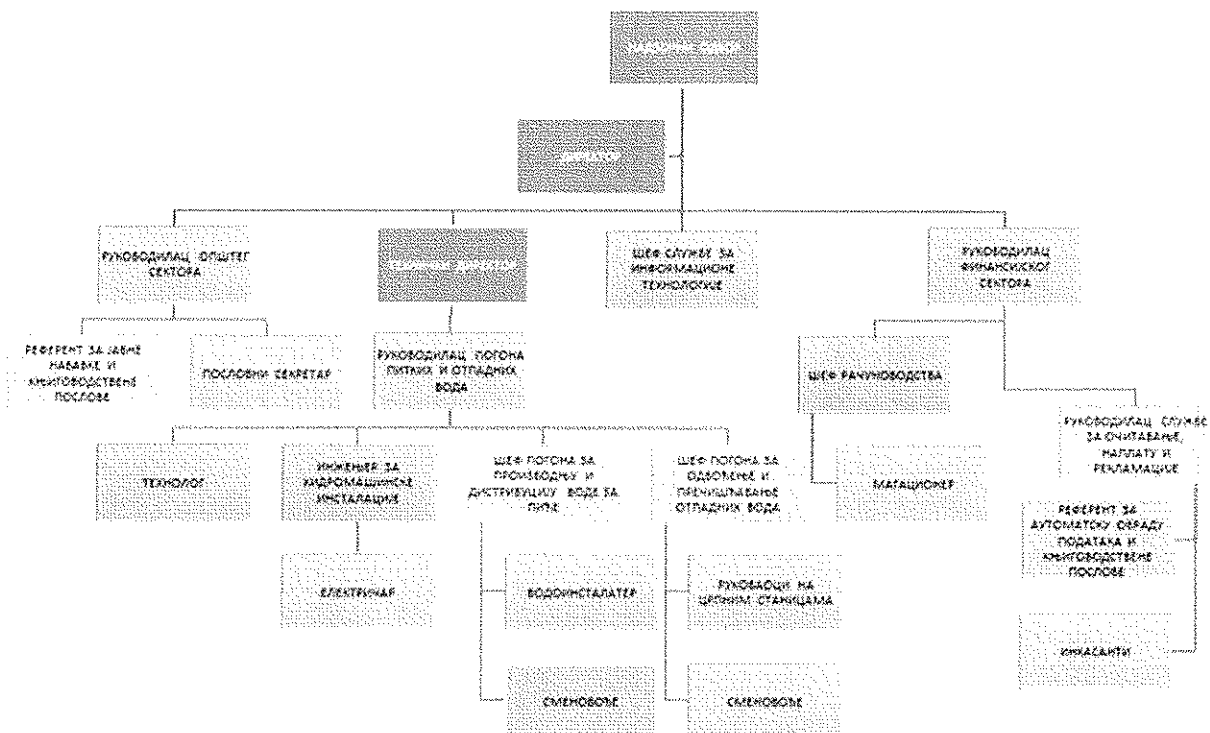 НАДЗОРНИ ОДБОР
ДИРЕКТОР
РУКОВОДИЛАЦ ОПШТЕГ
СЕКТОРА
ШЕФ СЛУЖБЕ ЗА
ИНФОРМАЦИОНЕ
ТЕХНОЛОГИЈЕ
РУКОВОДИЛАЦ
ФИНАНСИЈСКОГ
СЕКТОРА
РЕФЕРЕНТ ЗА ЈАВНЕ
НАБАВКЕ И
КЊИГОВОДСТВЕНЕ
ПОСЛОВЕ
ПОСЛОВНИ СЕКРЕТАР
РУКОВОДИЛАЦ ПОГОНА
ПИТКИХ И ОТПАДНИХ
ВОДА
ШЕФ РАЧУНОВОДСТВА
РУКОВОДИЛАЦ СЛУЖБЕ
ЗА ОЧИТАВАЊЕ,
НАПЛАТУ И
РЕКЛАМАЦИЈЕ
ТЕХНОЛОГ
ИНЖЕЊЕР ЗА
ХИДРОМАШИНСКЕ
ИНСТАЛАЦИЈЕ
ШЕФ ПОГОНА ЗА
ПРОИЗВОДЊУ И
ДИСТРИБУЦИЈУ ВОДЕ ЗА
ПИЋЕ
ШЕФ ПОГОНА ЗА
ОДВОЂЕЊЕ И
ПРЕЧИШЋАВАЊЕ
ОТПАДНИХ ВОДА
МАГАЦИОНЕР
РЕФЕРЕНТ ЗА
АУТОМАТСКУ ОБРАДУ
ПОДАТАКА И
КЊИГОВОДСТВЕНЕ
ПОСЛОВЕ
ЕЛЕКТРИЧАР
ВОДОИНСТАЛАТЕР
РУКОВАОЦИ НА
ЦРПНИМ СТАНИЦАМА
ИНКАСАНТИ
СМЕНОВОЂЕ
СМЕНОВОЂЕ